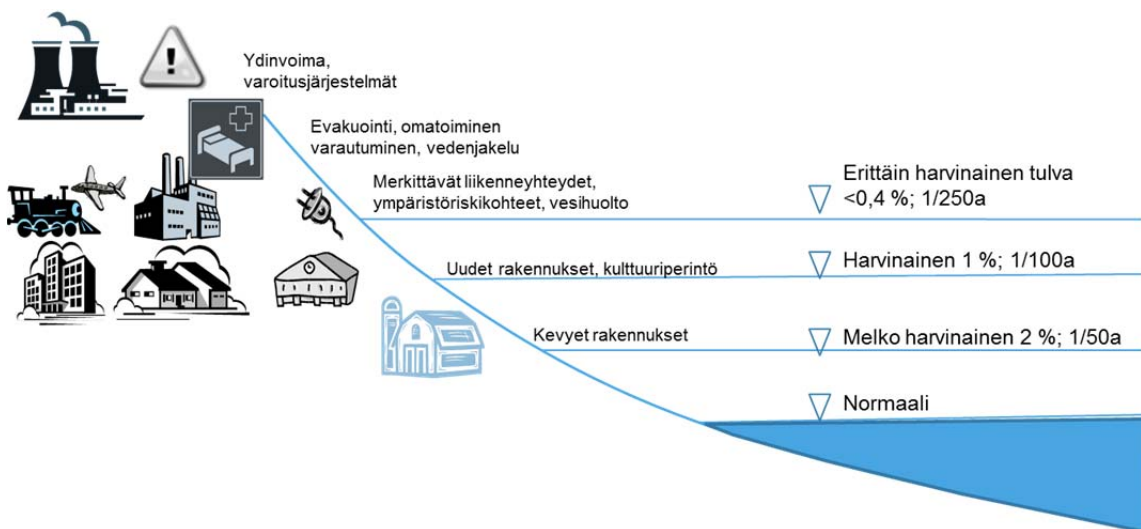 Ydinvoima,
varoitusjärjestelmät
Evakuointi, omatoiminen
varautuminen, vedenjakelu
Merkittävät liikenneyhteydet,
ympäristöriskikohteet, vesihuolto
Erittäin harvinainen tulva
<0,4 %; 1/250a
Uudet rakennukset, kulttuuriperintö
Harvinainen 1 %; 1/100a
Kevyet rakennukset
Melko harvinainen 2 %; 1/50a
Normaali